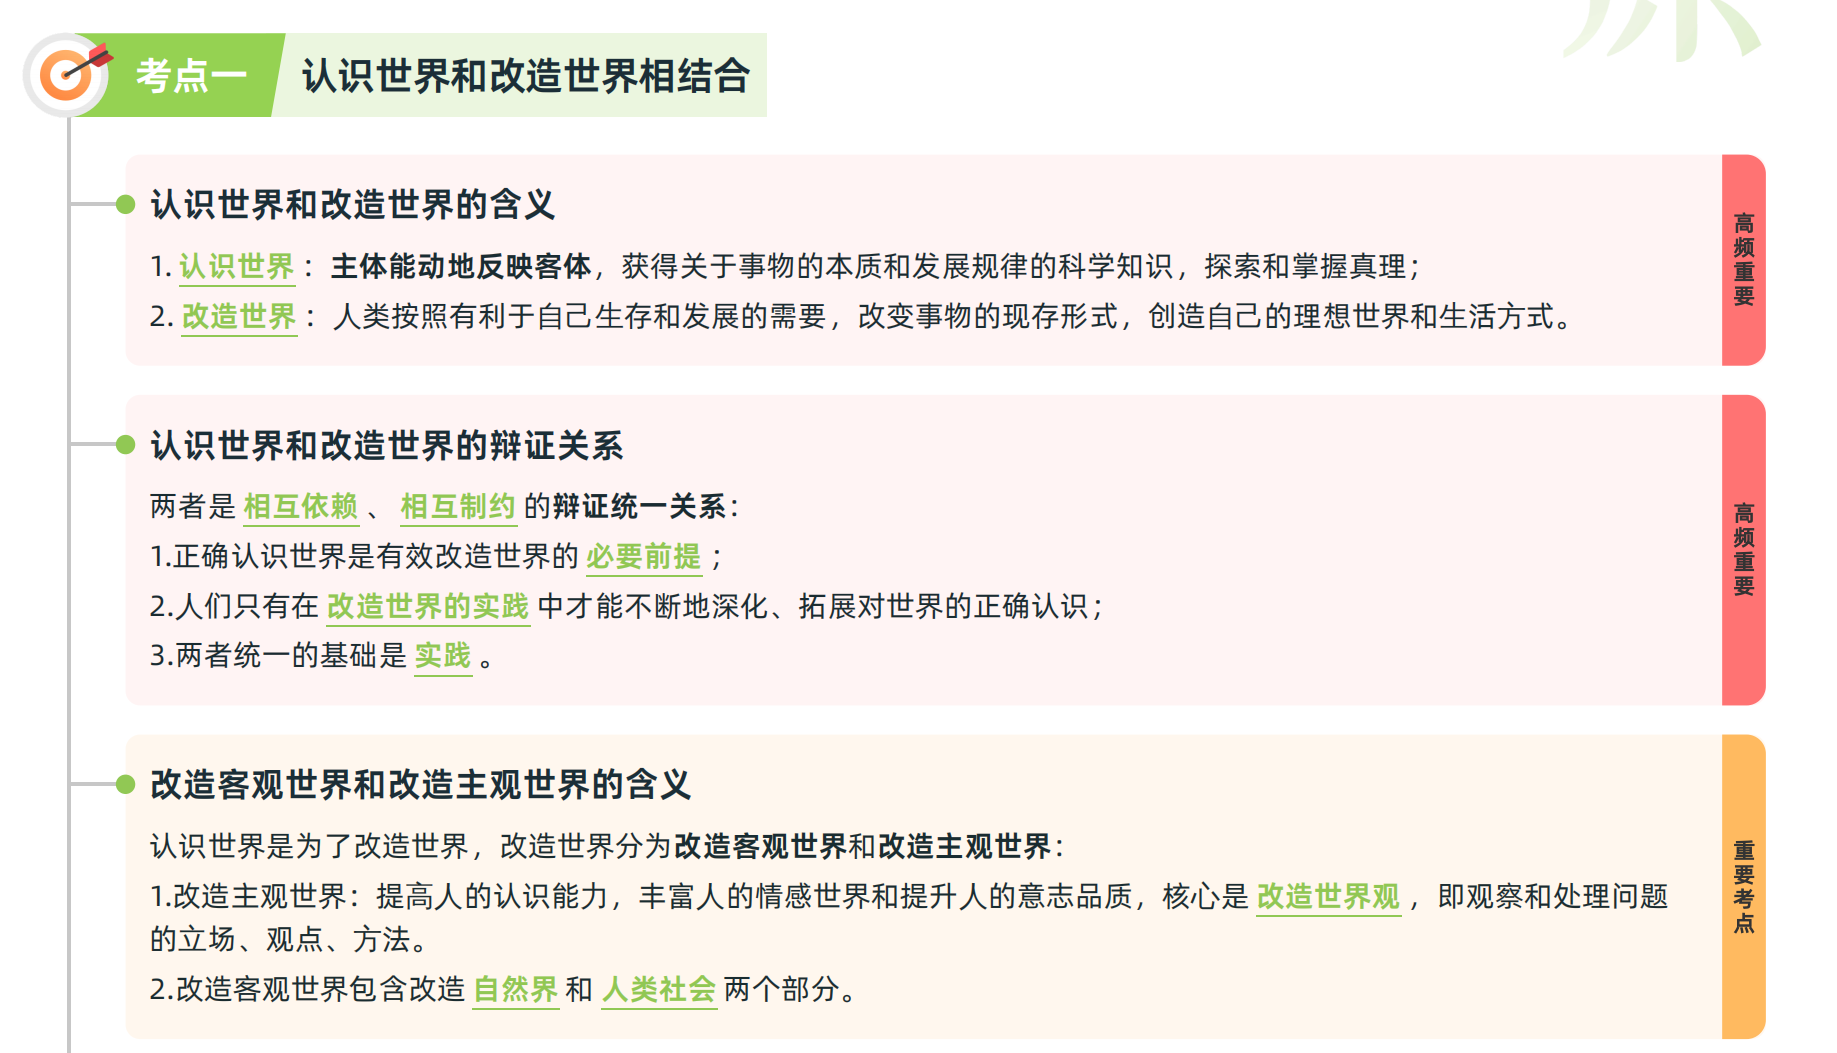 考点一 认识世界和改造世界相结合
认识世界和改造世界的含义
1. 认识世界：主体能动地反映客体，获得关于事物的本质和发展规律的科学知识，探索和掌握真理；
2. 改造世界：人类按照有利于自己生存和发展的需要，改变事物的现存形式，创造自己的理想世界和生活方式。
高频重要
认识世界和改造世界的辩证关系
两者是 相互依赖 、 相互制约 的辩证统一关系：
1.正确认识世界是有效改造世界的 必要前提 ；
2.人们只有在 改造世界的实践 中才能不断地深化、拓展对世界的正确认识；
3.两者统一的基础是 实践 。
高频重要
改造客观世界和改造主观世界的含义
认识世界是为了改造世界，改造世界分为改造客观世界和改造主观世界：
1.改造主观世界：提高人的认识能力，丰富人的情感世界和提升人的意志品质，核心是 改造世界观 ，即观察和处理问题
的立场、观点、方法。
2.改造客观世界包含改造 自然界 和 人类社会 两个部分。
重要考点